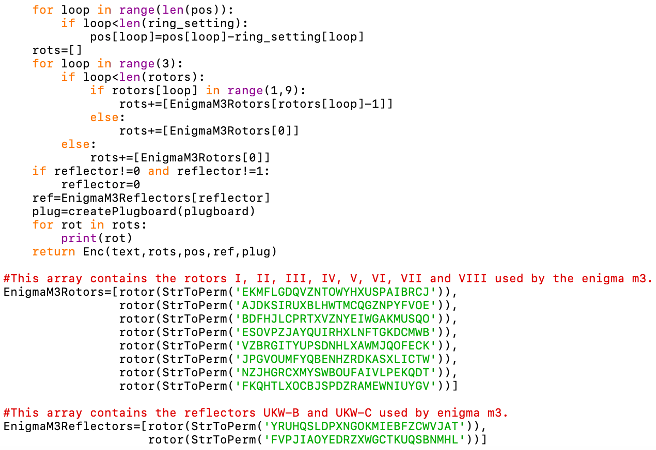 for loop in range(len(pos)):
if loop<len(ring_setting):
pos[loop]=pos[loop]-ring_setting[loop]
rots=[]
for loop in range(3):
if loop<len(rotors):
if rotors[loop] in range(1,9):
rots+=[EnigmaM3Rotors[rotors[loop]-1]]
else:
rots+=[EnigmaM3Rotors[0]]
else:
rots+=[EnigmaM3Rotors[0]]
if reflector!=0 and reflector!=1:
reflector=0
ref=EnigmaM3Reflectors[reflector]
plug=createPlugboard(plugboard)
for rot in rots:
print(rot)
return Enc(text,rots,pos,ref,plug)
#This array contains the rotors I, II, III, IV, V, VI, VII and VIII used by the enigma m3.
EnigmaM3Rotors=[rotor(StrToPerm('EKMFLGDQVZNTOWYHXUSPAIBRCJ')),
rotor(StrToPerm('AJDKSIRUXBLHWTMCQGZNPYFVOE')),
rotor(StrToPerm('BDFHJLCPRTXVZNYEIWGAKMUSQO')),
rotor(StrToPerm('ESOVPZJAYQUIRHXLNFTGKDCMWB')),
rotor(StrToPerm('VZBRGITYUPSDNHLXAWMJQOFECK')),
rotor(StrToPerm('JPGVOUMFYQBENHZRDKASXLICTW')),
rotor(StrToPerm('NZJHGRCXMYSWBOUFAIVLPEKQDT')),
rotor(StrToPerm('FKQHTLXOCBJSPDZRAMEWNIUYGV'))]
#This array contains the reflectors UKW-B and UKW-C used by enigma m3.
EnigmaM3Reflectors=[rotor(StrToPerm('YRUHQSLDPXNGOKMIEBFZCWVJAT')),
rotor(StrToPerm('FVPJIAOYEDRZXWGCTKUQSBNMHL'))]